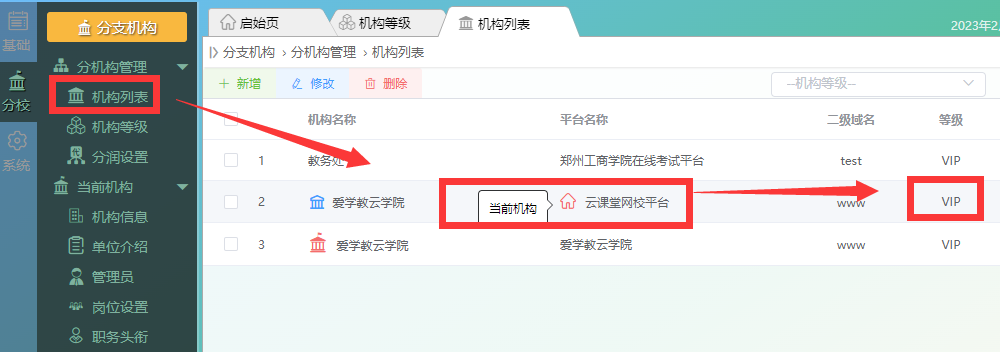 基础
分校
系统
分支机构
分机构管理
机构列表
机构等级
分润设置
当前机构
机构信息
单位介绍
管理员
岗位设置
职务头衔
启始页 机构等级 机构列表
2023年2
分支机构 > 分机构管理 > 机构列表
+ 新增 修改 删除 --机构等级--
机构名称 平台名称 二级域名 等级
1 教务处 郑州工商学院在线考试平台 test VIP
2 爱学教云学院 当前机构 云课堂网校平台 www VIP
3 爱学教云学院 爱学教云学院 www VIP